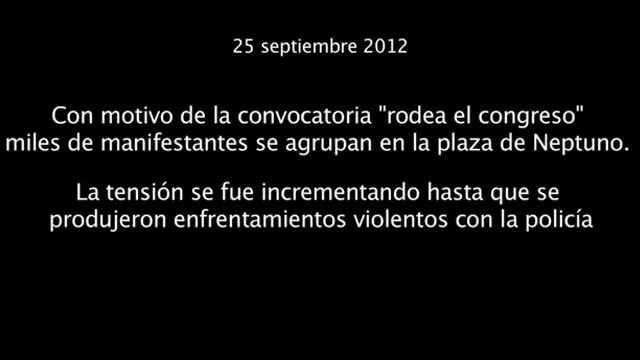 25 septiembre 2012
Con motivo de la convocatoria "rodea el congreso"
miles de manifestantes se agrupan en la plaza de Neptuno.
La tensión se fue incrementando hasta que se
produjeron enfrentamientos violentos con la policía